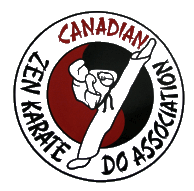 CANADIAN
ZEN KARATE
DO ASSOCIATION